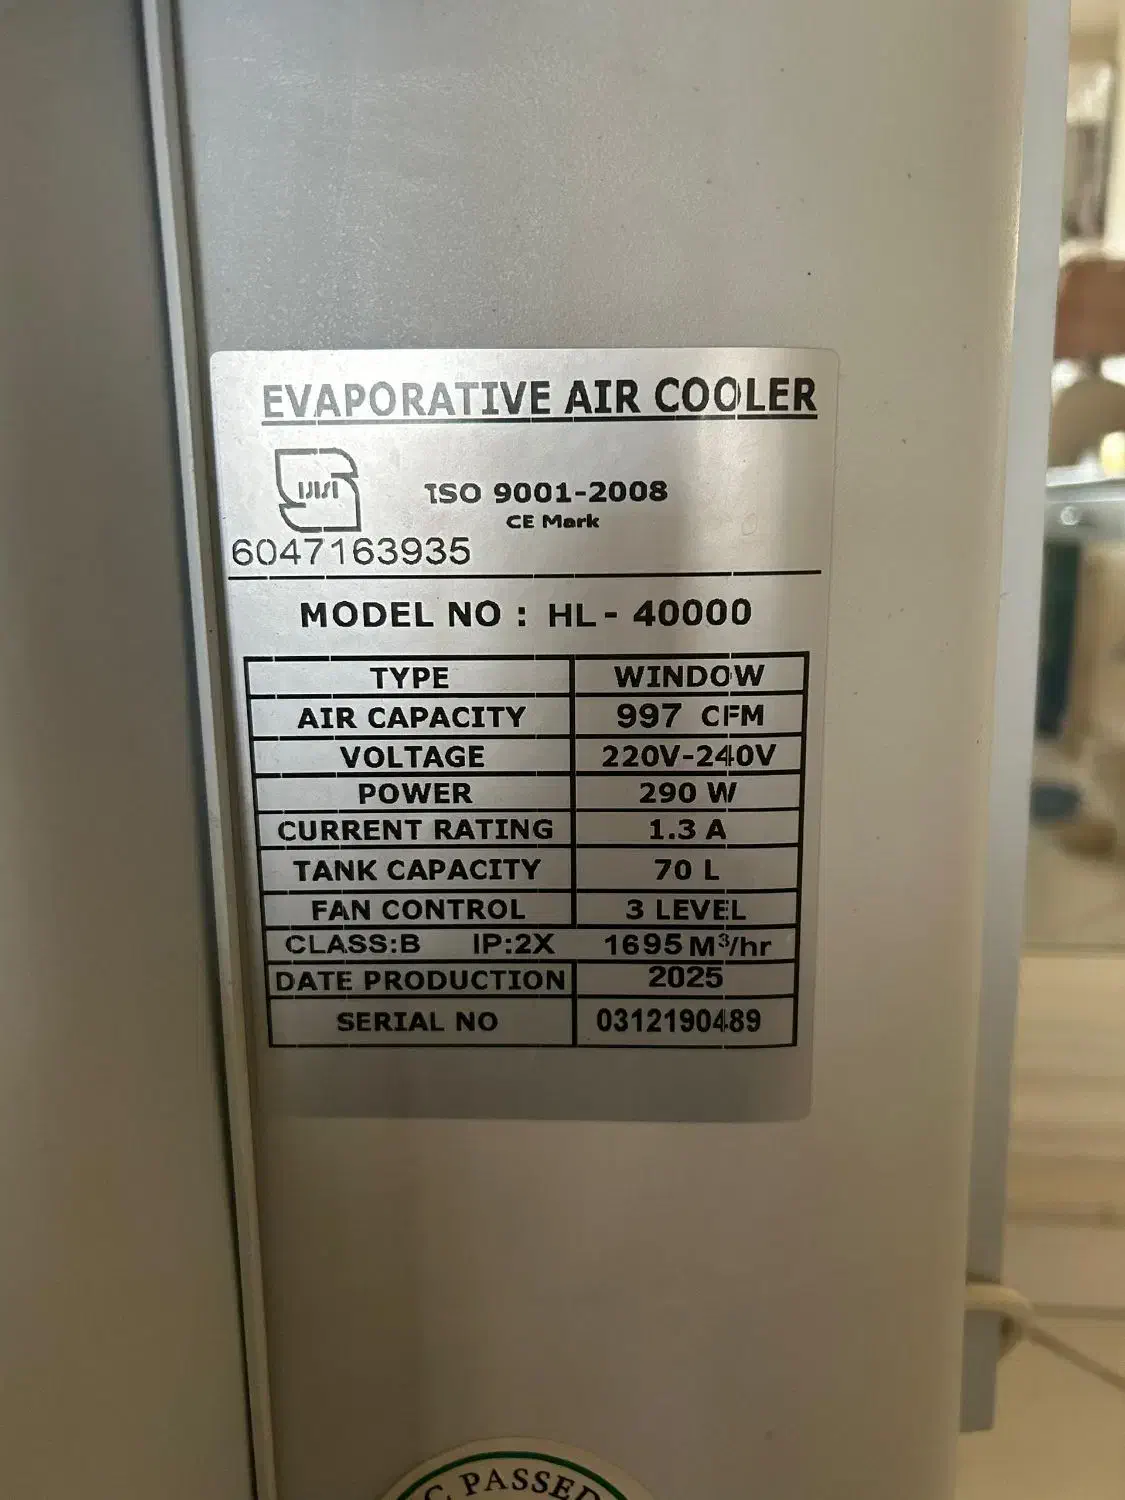 EVAPORATIVE AIR COOLER
ISO 9001-2008
CE Mark
6047163935
MODEL NO : HL - 40000
TYPE WINDOW
AIR CAPACITY 997 CFM
VOLTAGE 220V-240V
POWER 290 W
CURRENT RATING 1.3 A
TANK CAPACITY 70 L
FAN CONTROL 3 LEVEL
CLASS:B IP:2X 1695 M³/hr
DATE PRODUCTION 2025
SERIAL NO 0312190489
C PASSED